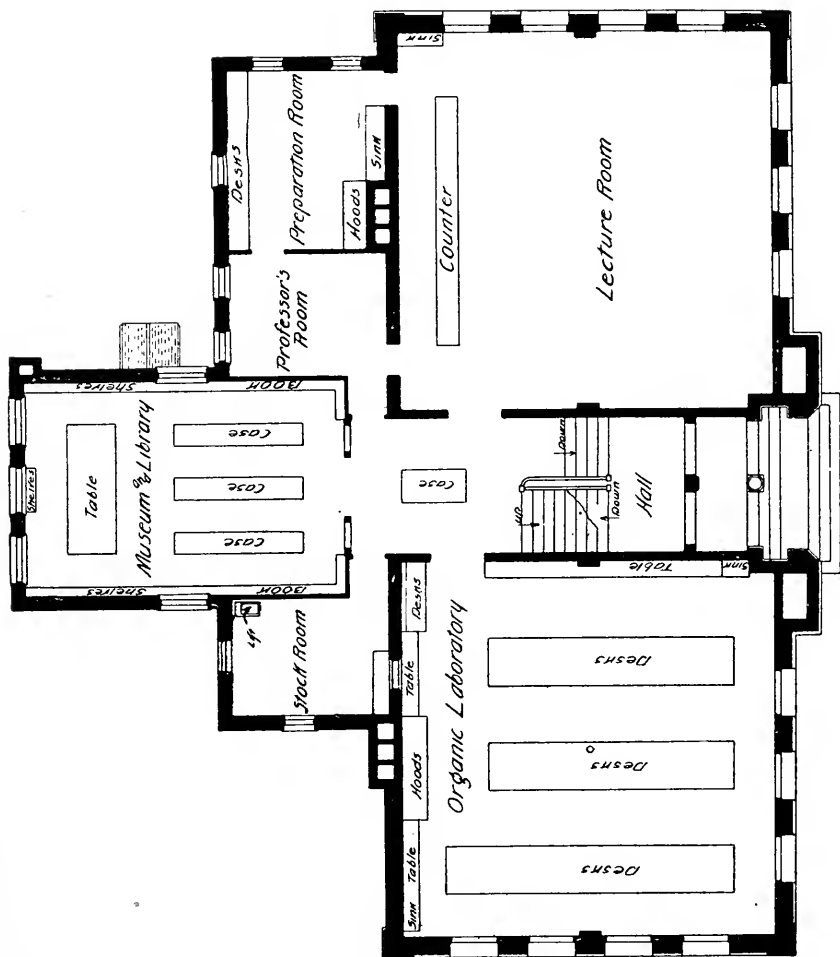 Sink
Desks
Preparation Room
Sink
Hoods
Counter
Lecture Room
Professor's
Room
Shelves
Book
Museum & Library
Table
Shelves
Case
Case
Case
Shelves
Book
Case
Down
Up
Down
Hall
Lift
Stock Room
Desks
Table
Hoods
Table
Sink
Organic Laboratory
Table
Sink
Desks
Desks
Desks